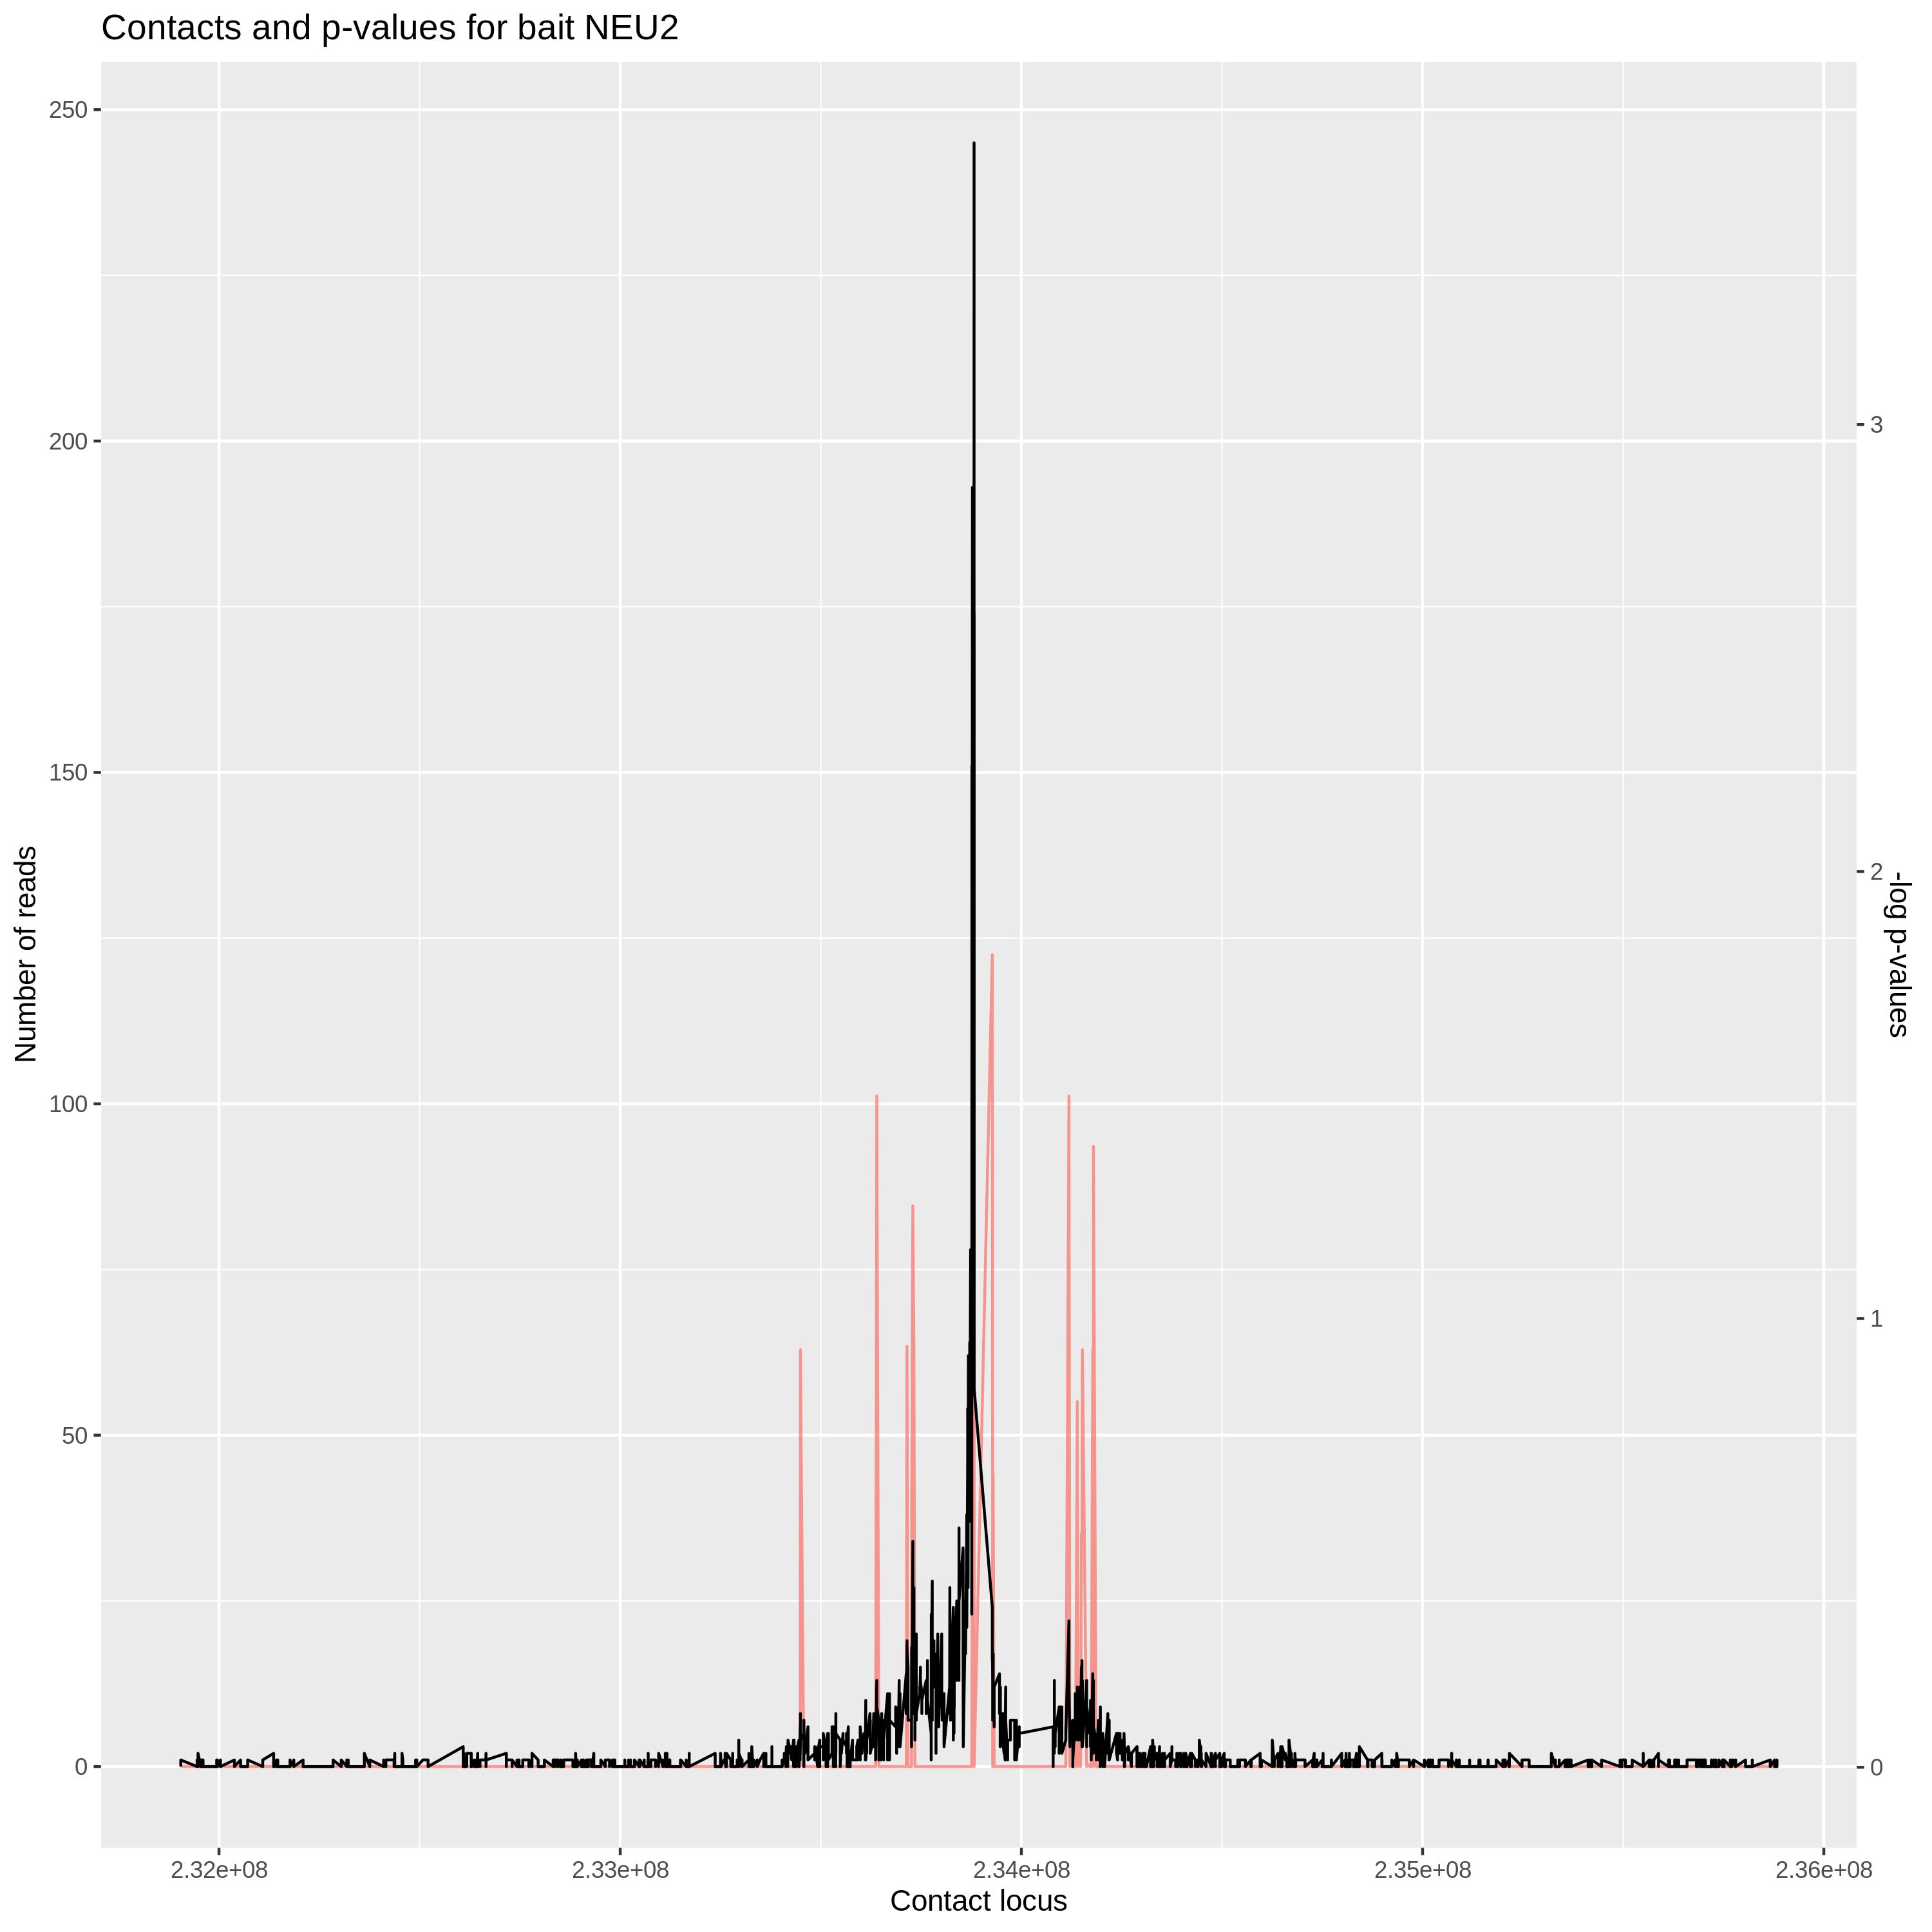 Contacts and p-values for bait NEU2
250
200
150
100
50
0
Number of reads
3
2
1
0
-log p-values
2.32e+08
2.33e+08
2.34e+08
2.35e+08
2.36e+08
Contact locus